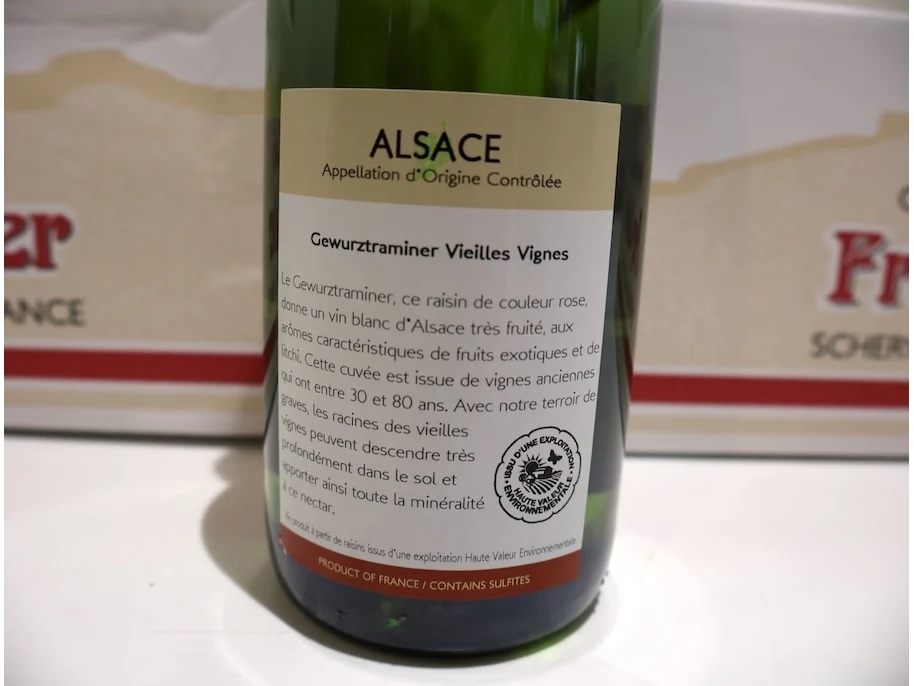 ALSACE
Appellation d'Origine Contrôlée
Gewurztraminer Vieilles Vignes
Le Gewurztraminer, ce raisin de couleur rose,
donne un vin blanc d'Alsace très fruité, aux
arômes caractéristiques de fruits exotiques et de
litchi. Cette cuvée est issue de vignes anciennes
qui ont entre 30 et 80 ans. Avec notre terroir de
graves, les racines des vieilles
vignes peuvent descendre très
profondément dans le sol et
apporter ainsi toute la minéralité
à ce nectar.
ISSU D'UNE EXPLOITATION
HAUTE VALEUR
ENVIRONNEMENTALE
Vin produit à partir de raisins issus d'une exploitation Haute Valeur Environnementale.
PRODUCT OF FRANCE / CONTAINS SULFITES
er
ANCE
Fr
SCHER